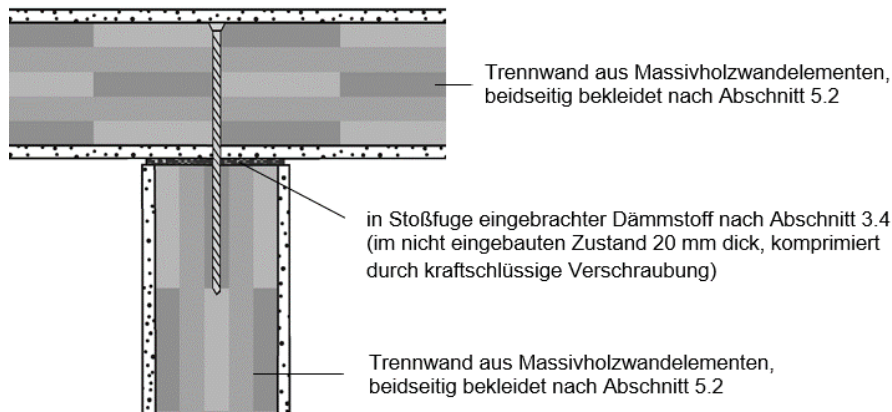 Trennwand aus Massivholzwandelementen,
beidseitig bekleidet nach Abschnitt 5.2
in Stoßfuge eingebrachter Dämmstoff nach Abschnitt 3.4
(im nicht eingebauten Zustand 20 mm dick, komprimiert
durch kraftschlüssige Verschraubung)
Trennwand aus Massivholzwandelementen,
beidseitig bekleidet nach Abschnitt 5.2